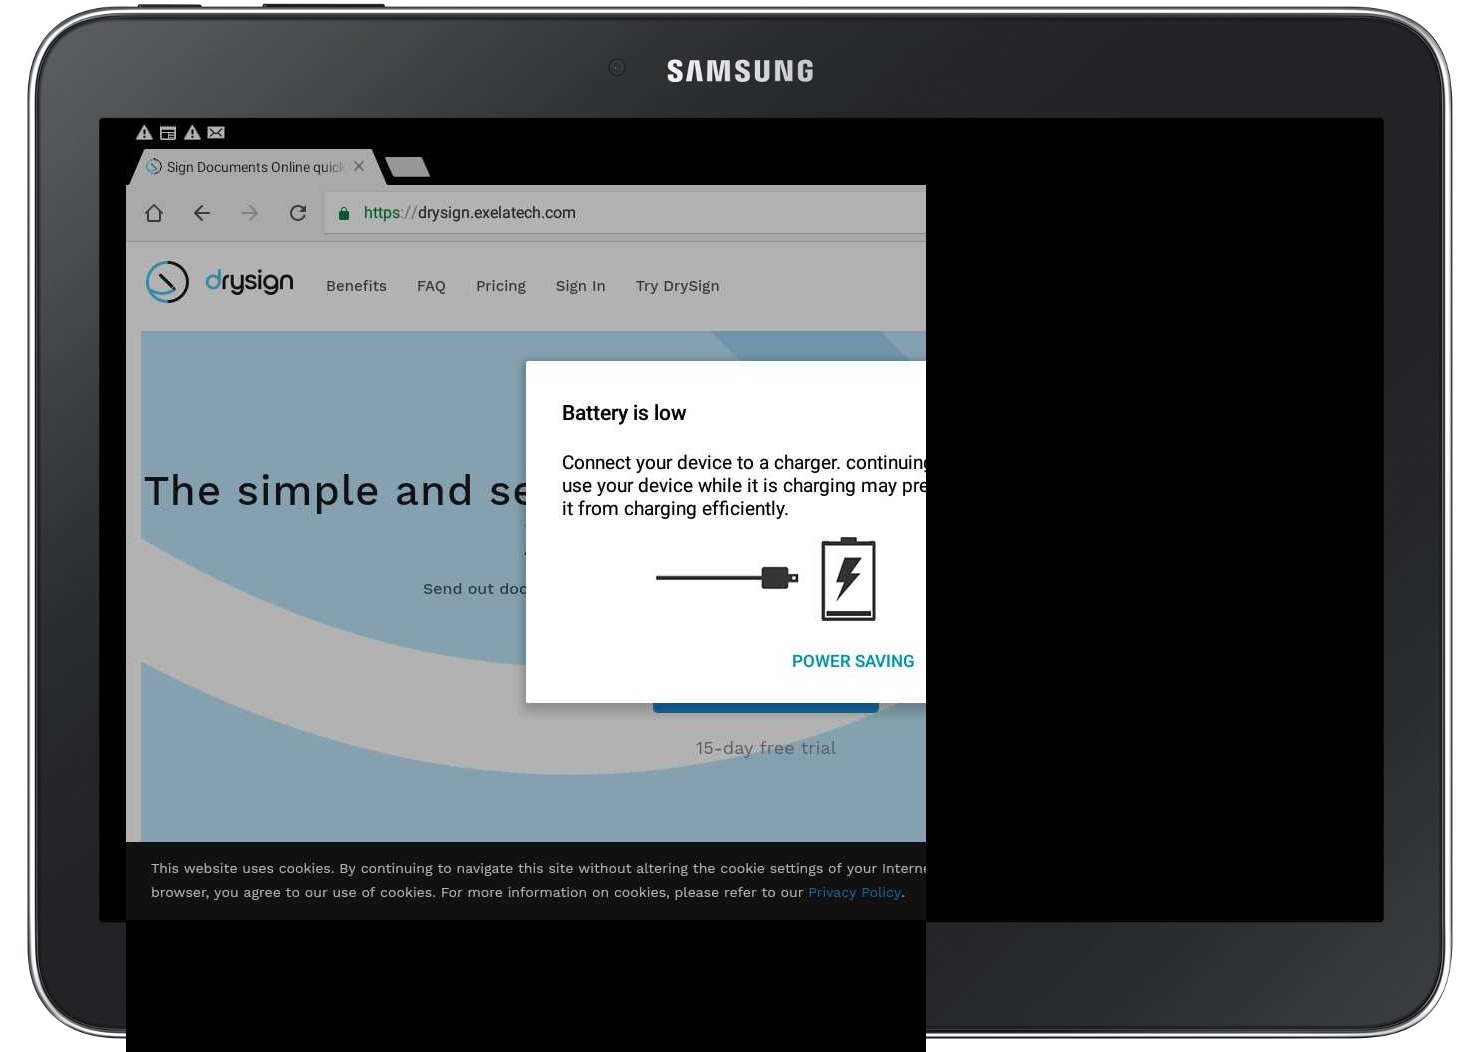 SAMSUNG
Sign Documents Online quick
https://drysign.exelatech.com
drysign Benefits FAQ Pricing Sign In Try DrySign
The simple and se
Send out doc
Battery is low
Connect your device to a charger. continuing
use your device while it is charging may pre
it from charging efficiently.
POWER SAVING
15-day free trial
This website uses cookies. By continuing to navigate this site without altering the cookie settings of your Interne
browser, you agree to our use of cookies. For more information on cookies, please refer to our Privacy Policy.